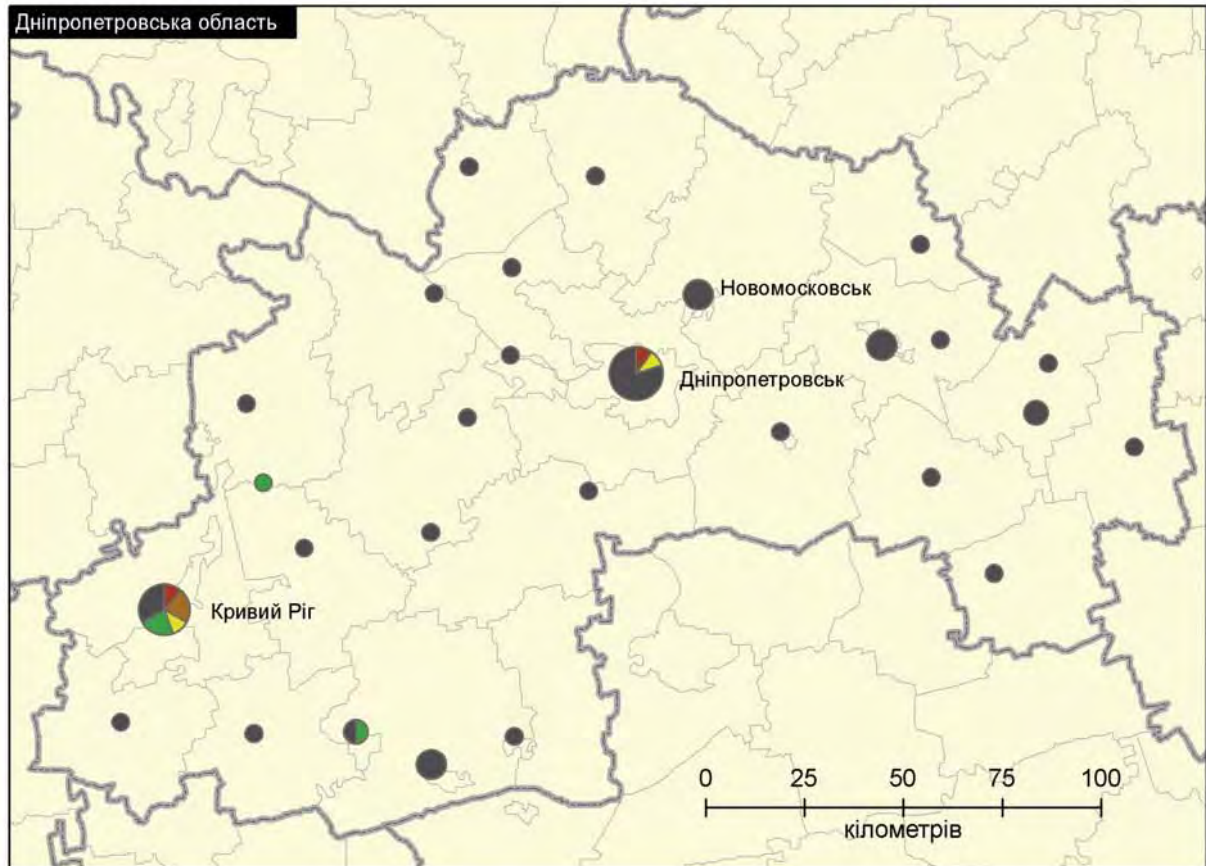 Дніпропетровська область
Новомосковськ
Дніпропетровськ
Кривий Ріг
0 25 50 75 100
кілометрів